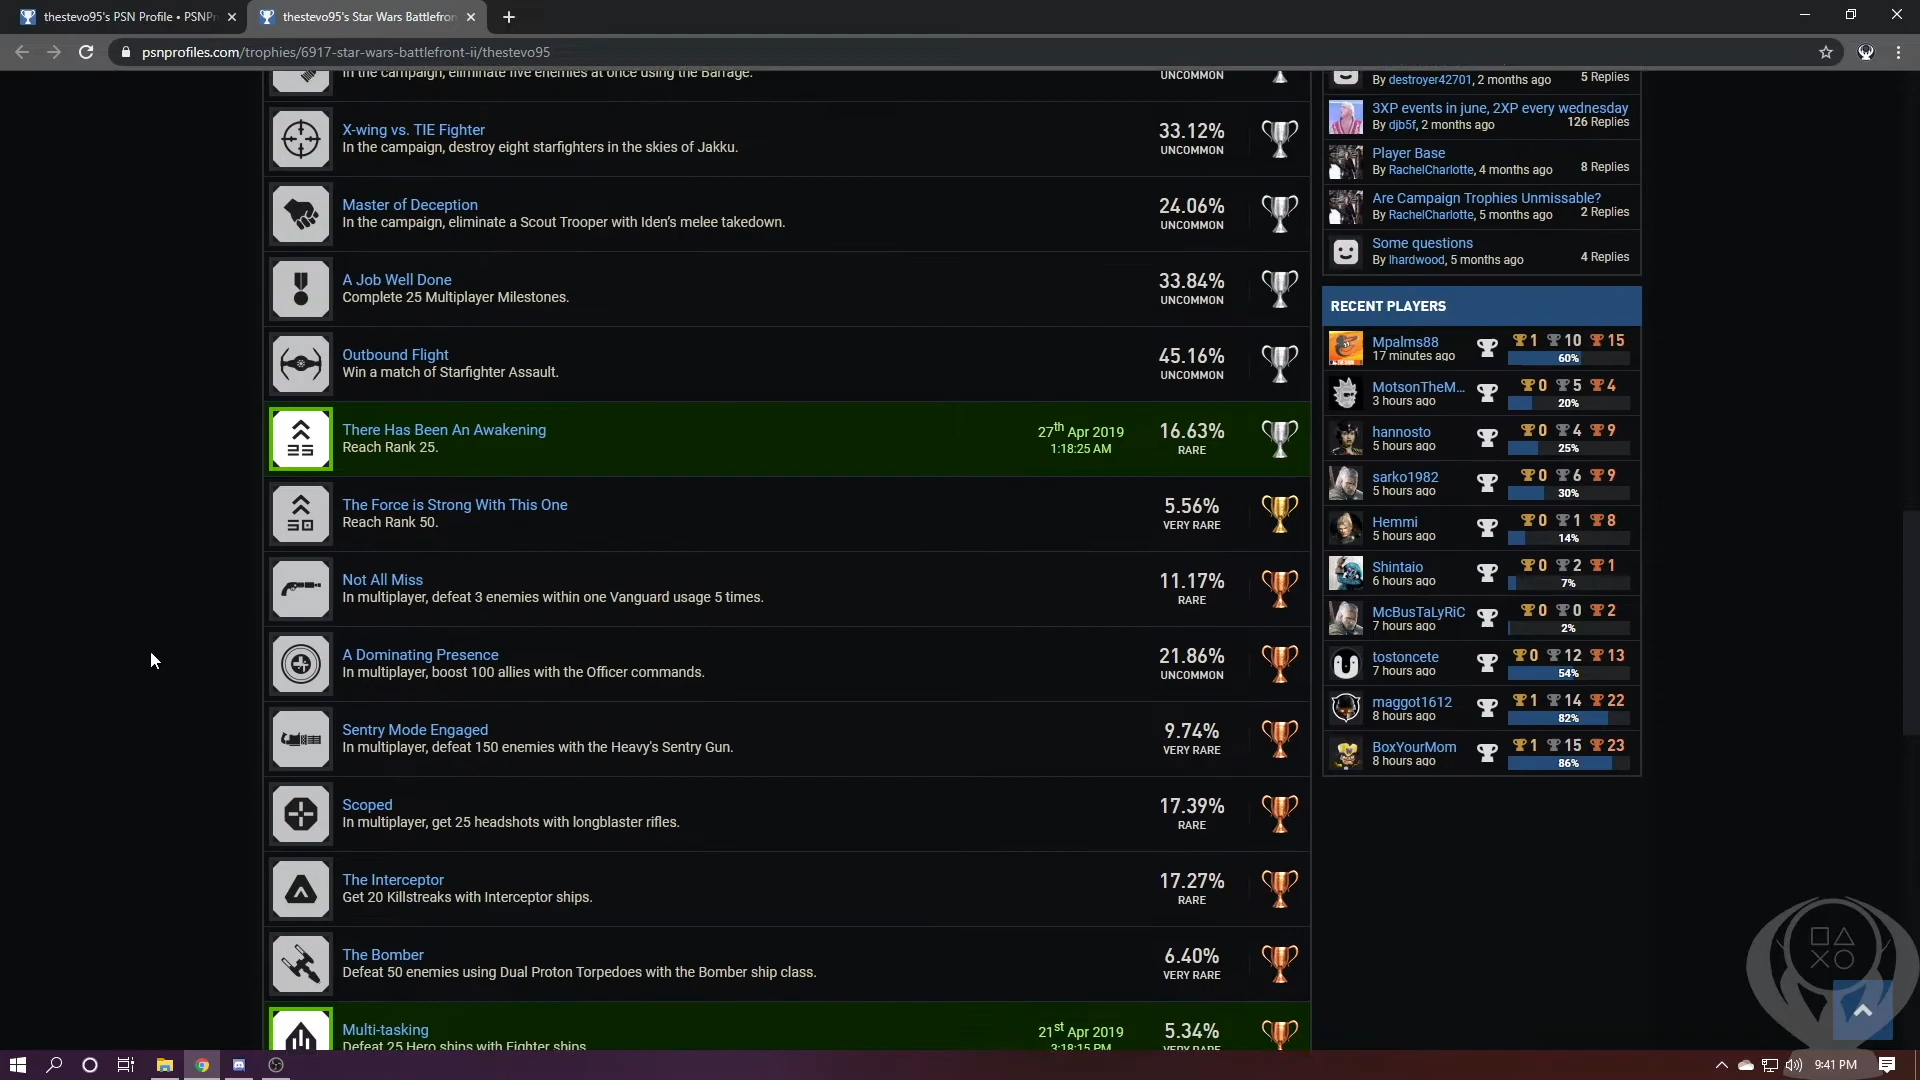 thestevo95's PSN Profile • PSNPr
thestevo95's Star Wars Battlefron
psnprofiles.com/trophies/6917-star-wars-battlefront-ii/thestevo95
In the campaign, eliminate five enemies at once using the Barrage.
UNCOMMON
X-wing vs. TIE Fighter
In the campaign, destroy eight starfighters in the skies of Jakku.
33.12%
UNCOMMON
Master of Deception
In the campaign, eliminate a Scout Trooper with Iden's melee takedown.
24.06%
UNCOMMON
A Job Well Done
Complete 25 Multiplayer Milestones.
33.84%
UNCOMMON
Outbound Flight
Win a match of Starfighter Assault.
45.16%
UNCOMMON
25
There Has Been An Awakening
Reach Rank 25.
27th Apr 2019
1:18:25 AM
16.63%
RARE
50
The Force is Strong With This One
Reach Rank 50.
5.56%
VERY RARE
Not All Miss
In multiplayer, defeat 3 enemies within one Vanguard usage 5 times.
11.17%
RARE
A Dominating Presence
In multiplayer, boost 100 allies with the Officer commands.
21.86%
UNCOMMON
Sentry Mode Engaged
In multiplayer, defeat 150 enemies with the Heavy's Sentry Gun.
9.74%
VERY RARE
Scoped
In multiplayer, get 25 headshots with longblaster rifles.
17.39%
RARE
The Interceptor
Get 20 Killstreaks with Interceptor ships.
17.27%
RARE
The Bomber
Defeat 50 enemies using Dual Proton Torpedoes with the Bomber ship class.
6.40%
VERY RARE
Multi-tasking
Defeat 25 Hero ships with Fighter ships
21st Apr 2019
3:18:15 PM
5.34%
VERY RARE
By destroyer42701, 2 months ago
5 Replies
3XP events in june, 2XP every wednesday
By djb5f, 2 months ago
126 Replies
Player Base
By RachelCharlotte, 4 months ago
8 Replies
Are Campaign Trophies Unmissable?
By RachelCharlotte, 5 months ago
2 Replies
Some questions
By lhardwood, 5 months ago
4 Replies
RECENT PLAYERS
Mpalms88
17 minutes ago
1 10 15
60%
MotsonTheM...
3 hours ago
0 5 4
20%
hannosto
5 hours ago
0 4 9
25%
sarko1982
5 hours ago
0 6 9
30%
Hemmi
5 hours ago
0 1 8
14%
Shintaio
6 hours ago
0 2 1
7%
McBusTaLyRiC
7 hours ago
0 0 2
2%
tostoncete
7 hours ago
0 12 13
54%
maggot1612
8 hours ago
1 14 22
82%
BoxYourMom
8 hours ago
1 15 23
86%
9:41 PM